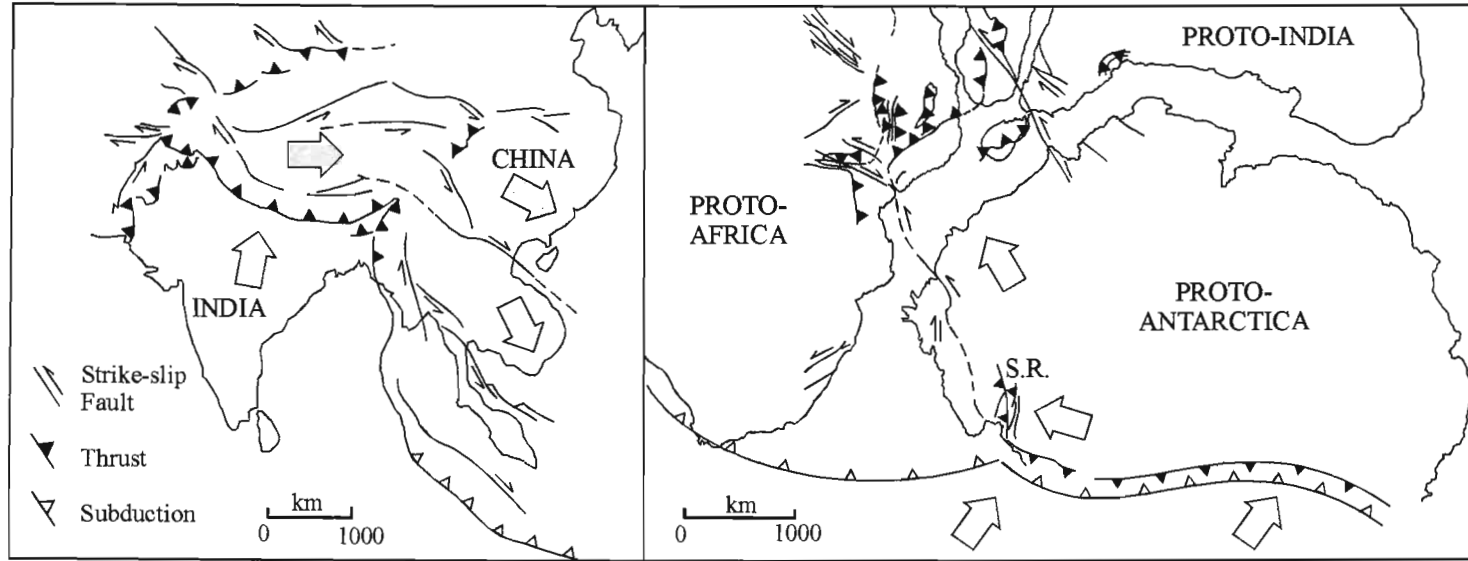 CHINA
INDIA
Strike-slip
Fault
Thrust
Subduction
km
0 1000
PROTO-INDIA
PROTO-
AFRICA
PROTO-
ANTARCTICA
S.R.
km
0 1000